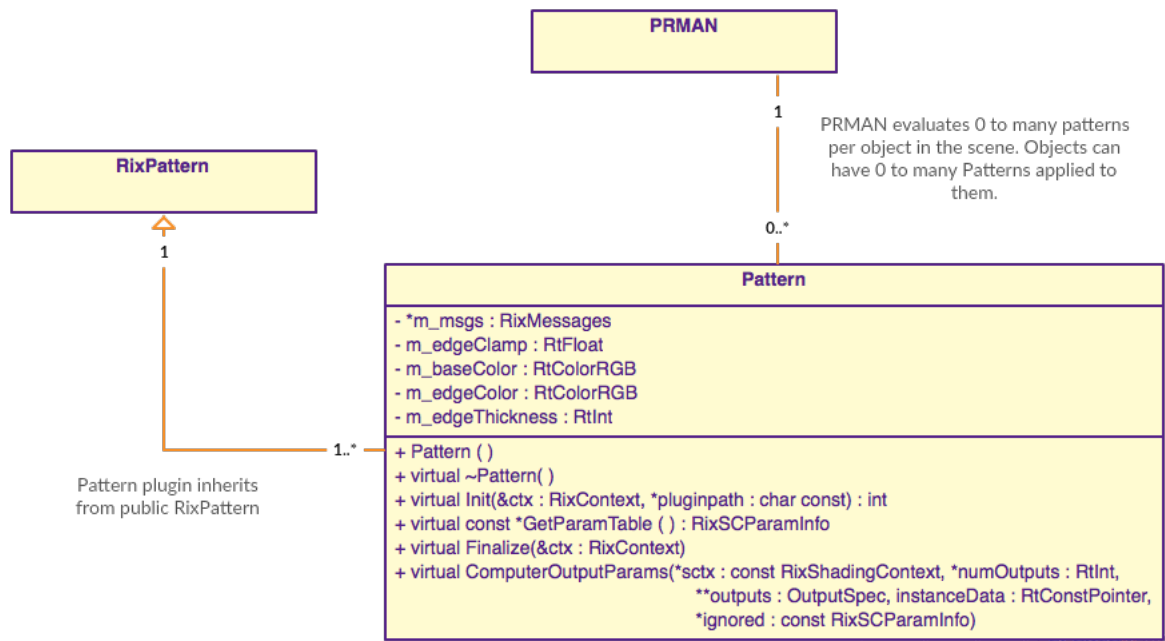 PRMAN
1
PRMAN evaluates 0 to many patterns
per object in the scene. Objects can
have 0 to many Patterns applied to
them.
0..*
RixPattern
1
Pattern
- *m_msgs : RixMessages
- m_edgeClamp : RtFloat
- m_baseColor : RtColorRGB
- m_edgeColor : RtColorRGB
- m_edgeThickness : RtInt
1..*
+ Pattern ( )
+ virtual ~Pattern( )
+ virtual Init(&ctx : RixContext, *pluginpath : char const) : int
+ virtual const *GetParamTable ( ) : RixSCParamInfo
+ virtual Finalize(&ctx : RixContext)
+ virtual ComputerOutputParams(*sctx : const RixShadingContext, *numOutputs : RtInt,
**outputs : OutputSpec, instanceData : RtConstPointer,
*ignored : const RixSCParamInfo)
Pattern plugin inherits
from public RixPattern